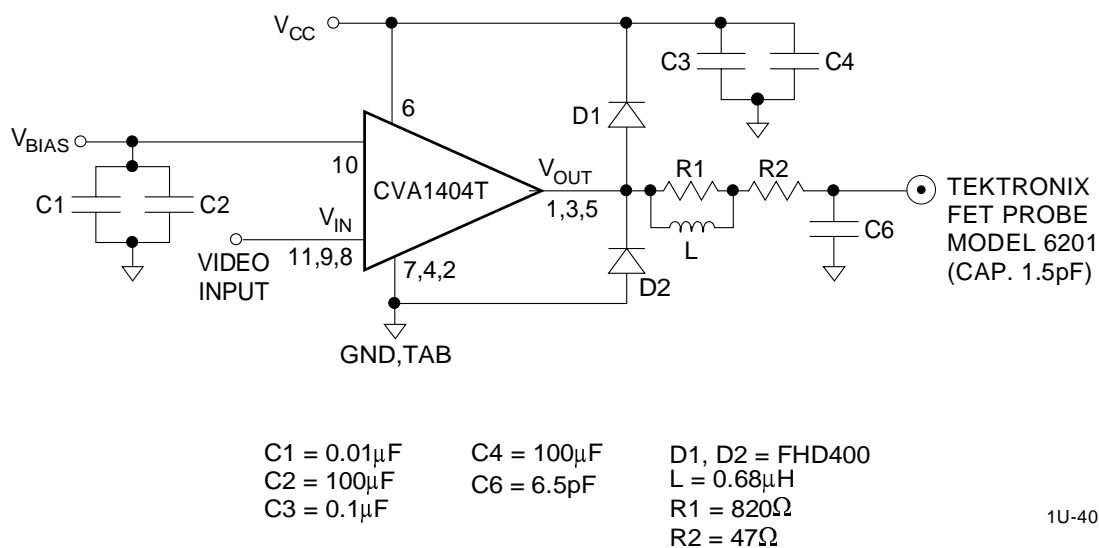 V_CC
C3
C4
D1
6
V_BIAS
10
CVA1404T
V_OUT
1,3,5
R1
R2
C1
C2
V_IN
11,9,8
VIDEO
INPUT
7,4,2
L
C6
D2
TEKTRONIX
FET PROBE
MODEL 6201
(CAP. 1.5pF)
GND,TAB
C1 = 0.01µF
C2 = 100µF
C3 = 0.1µF
C4 = 100µF
C6 = 6.5pF
D1, D2 = FHD400
L = 0.68µH
R1 = 820Ω
R2 = 47Ω
1U-40